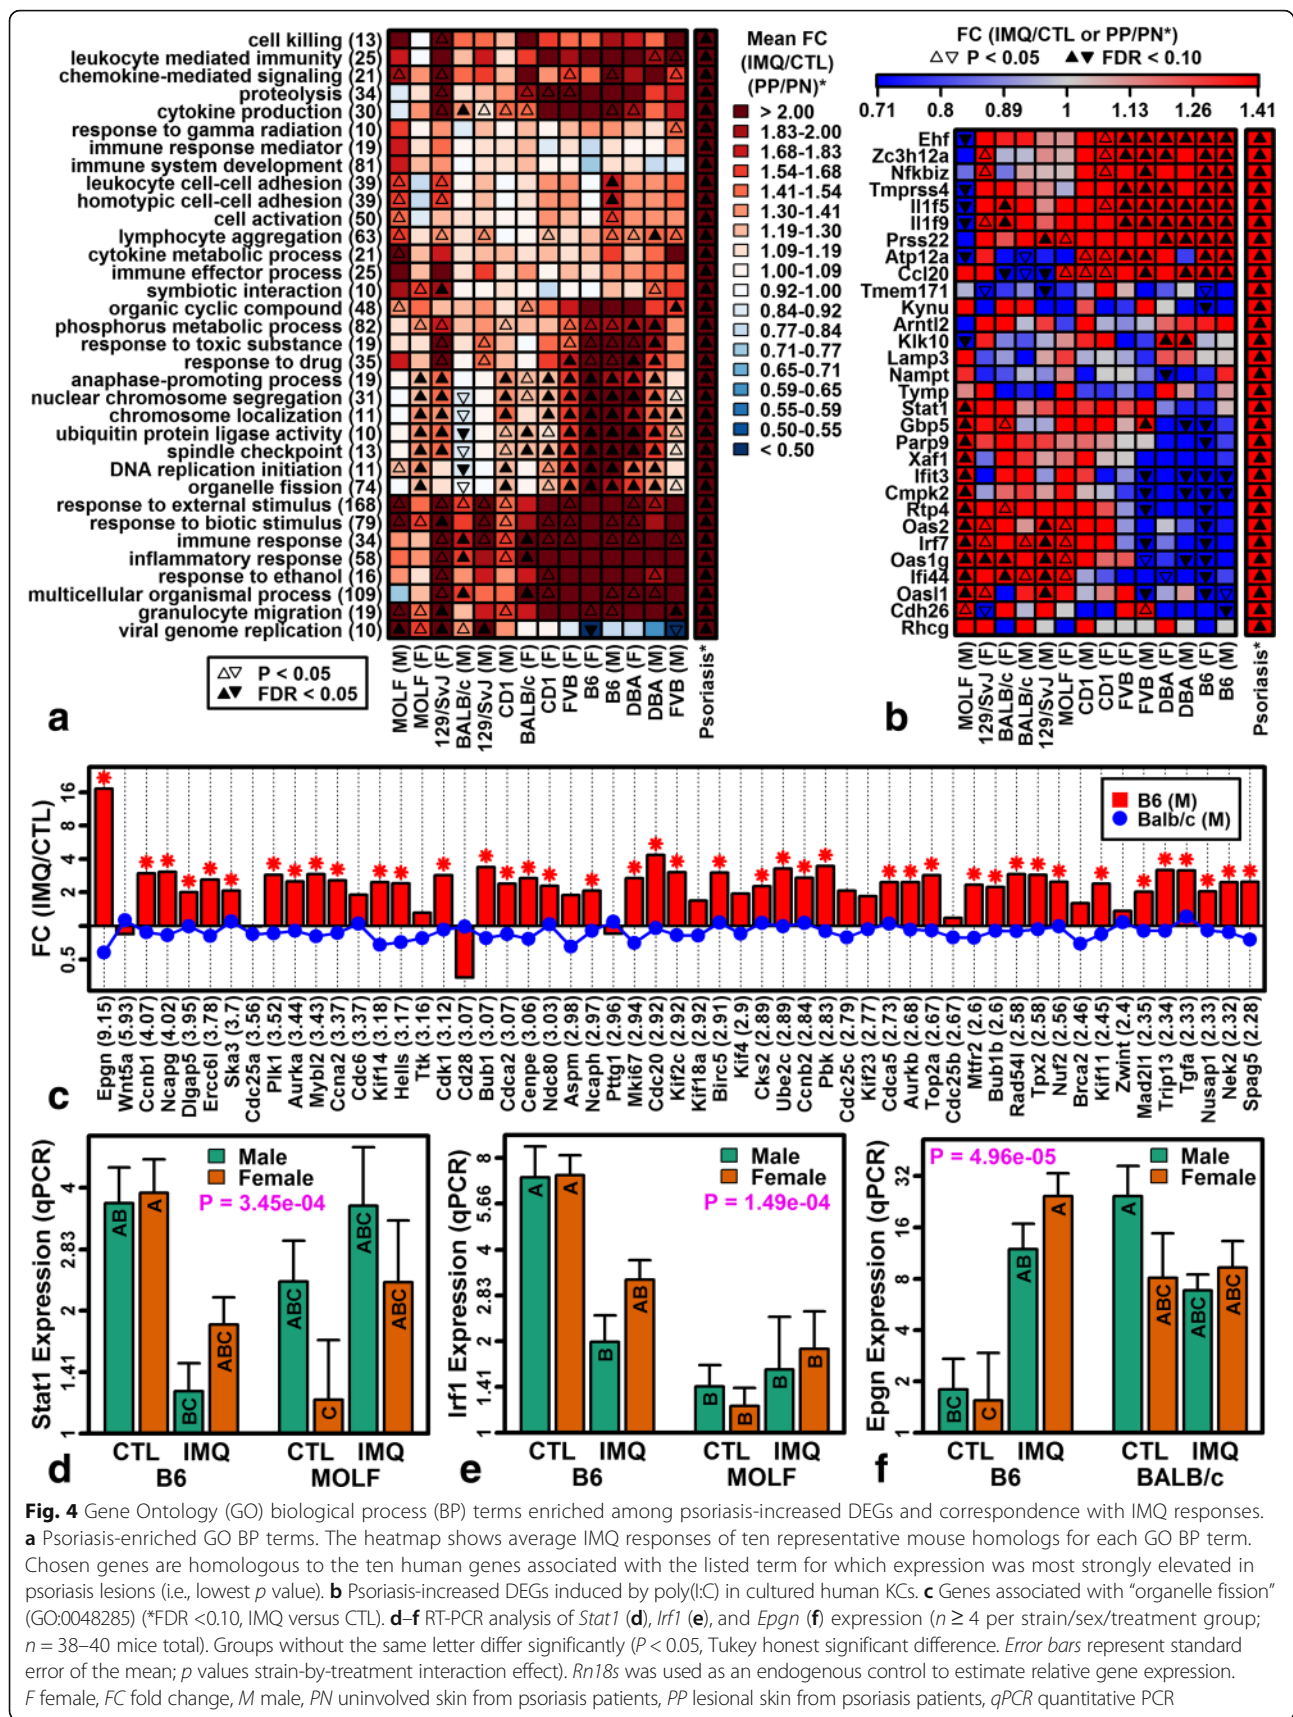 cell killing (13)
leukocyte mediated immunity (25)
chemokine-mediated signaling (21)
proteolysis (34)
cytokine production (30)
response to gamma radiation (10)
immune response mediator (19)
immune system development (81)
leukocyte cell-cell adhesion (39)
homotypic cell-cell adhesion (39)
cell activation (50)
lymphocyte aggregation (63)
cytokine metabolic process (21)
immune effector process (25)
symbiotic interaction (10)
organic cyclic compound (48)
phosphorus metabolic process (82)
response to toxic substance (19)
response to drug (35)
anaphase-promoting process (19)
nuclear chromosome segregation (31)
chromosome localization (11)
ubiquitin protein ligase activity (10)
spindle checkpoint (13)
DNA replication initiation (11)
organelle fission (74)
response to external stimulus (168)
response to biotic stimulus (79)
immune response (34)
inflammatory response (58)
response to ethanol (16)
multicellular organismal process (109)
granulocyte migration (19)
viral genome replication (10)
△▽ P < 0.05
▲▼ FDR < 0.05
MOLF (M)
MOLF (F)
129/SvJ (F)
BALB/c (M)
129/SvJ (M)
CD1 (M)
BALB/c (F)
CD1 (F)
FVB (F)
B6 (F)
B6 (M)
DBA (F)
DBA (M)
FVB (M)
Psoriasis*
a
Mean FC
(IMQ/CTL)
(PP/PN)*
> 2.00
1.83-2.00
1.68-1.83
1.54-1.68
1.41-1.54
1.30-1.41
1.19-1.30
1.09-1.19
1.00-1.09
0.92-1.00
0.84-0.92
0.77-0.84
0.71-0.77
0.65-0.71
0.59-0.65
0.55-0.59
0.50-0.55
< 0.50
FC (IMQ/CTL or PP/PN*)
△▽ P < 0.05 ▲▼ FDR < 0.10
0.71 0.8 0.89 1 1.13 1.26 1.41
Ehf
Zc3h12a
Nfkbiz
Tmprss4
Il1f5
Il1f9
Prss22
Atp12a
Ccl20
Tmem171
Kynu
Arntl2
Klk10
Lamp3
Nampt
Tymp
Stat1
Gbp5
Parp9
Xaf1
Ifit3
Cmpk2
Rtp4
Oas2
Irf7
Oas1g
Ifi44
Oasl1
Cdh26
Rhcg
MOLF (M)
129/SvJ (F)
BALB/c (F)
BALB/c (M)
129/SvJ (M)
MOLF (F)
CD1 (M)
CD1 (F)
FVB (F)
FVB (M)
DBA (F)
DBA (M)
B6 (F)
B6 (M)
Psoriasis*
b
FC (IMQ/CTL)
16
8
4
2
0.5
B6 (M)
Balb/c (M)
Epgn (9.15)
Wnt5a (5.93)
Ccnb1 (4.07)
Ncapg (4.02)
Dlgap5 (3.95)
Ercc6l (3.78)
Ska3 (3.7)
Cdc25a (3.56)
Plk1 (3.52)
Aurka (3.44)
Mybl2 (3.43)
Ccna2 (3.37)
Cdc6 (3.37)
Kif14 (3.18)
Hells (3.17)
Ttk (3.16)
Cdk1 (3.12)
Cd28 (3.07)
Bub1 (3.07)
Cdca2 (3.07)
Cenpe (3.06)
Ndc80 (3.03)
Aspm (2.98)
Ncaph (2.97)
Pttg1 (2.96)
Mki67 (2.94)
Cdc20 (2.92)
Kif2c (2.92)
Kif18a (2.92)
Birc5 (2.91)
Kif4 (2.9)
Cks2 (2.89)
Ube2c (2.89)
Ccnb2 (2.84)
Pbk (2.83)
Cdc25c (2.79)
Kif23 (2.77)
Cdca5 (2.68)
Aurkb (2.68)
Top2a (2.67)
Cdc25b (2.67)
Mtfr2 (2.6)
Bub1b (2.6)
Rad54l (2.58)
Tpx2 (2.58)
Nuf2 (2.56)
Brca2 (2.46)
Kif11 (2.45)
Zwint (2.4)
Mad2l1 (2.35)
Trip13 (2.34)
Tgfa (2.33)
Nusap1 (2.33)
Nek2 (2.32)
Spag5 (2.28)
c
Stat1 Expression (qPCR)
4
2.83
2
1.41
1
Male
Female
P = 3.45e-04
AB
A
BC
ABC
ABC
C
ABC
ABC
CTL IMQ CTL IMQ
B6 MOLF
d
Irf1 Expression (qPCR)
8
5.66
4
2.83
2
1.41
1
Male
Female
P = 1.49e-04
A
A
B
AB
B
B
B
B
CTL IMQ CTL IMQ
B6 MOLF
e
Epgn Expression (qPCR)
32
16
8
4
2
1
P = 4.96e-05
Male
Female
BC
C
AB
A
A
ABC
ABC
ABC
CTL IMQ CTL IMQ
B6 BALB/c
f
Fig. 4 Gene Ontology (GO) biological process (BP) terms enriched among psoriasis-increased DEGs and correspondence with IMQ responses.
a Psoriasis-enriched GO BP terms. The heatmap shows average IMQ responses of ten representative mouse homologs for each GO BP term.
Chosen genes are homologous to the ten human genes associated with the listed term for which expression was most strongly elevated in
psoriasis lesions (i.e., lowest p value). b Psoriasis-increased DEGs induced by poly(I:C) in cultured human KCs. c Genes associated with “organelle fission”
(GO:0048285) (*FDR <0.10, IMQ versus CTL). d–f RT-PCR analysis of Stat1 (d), Irf1 (e), and Epgn (f) expression (n ≥ 4 per strain/sex/treatment group;
n = 38–40 mice total). Groups without the same letter differ significantly (P < 0.05, Tukey honest significant difference. Error bars represent standard
error of the mean; p values strain-by-treatment interaction effect). Rn18s was used as an endogenous control to estimate relative gene expression.
F female, FC fold change, M male, PN uninvolved skin from psoriasis patients, PP lesional skin from psoriasis patients, qPCR quantitative PCR